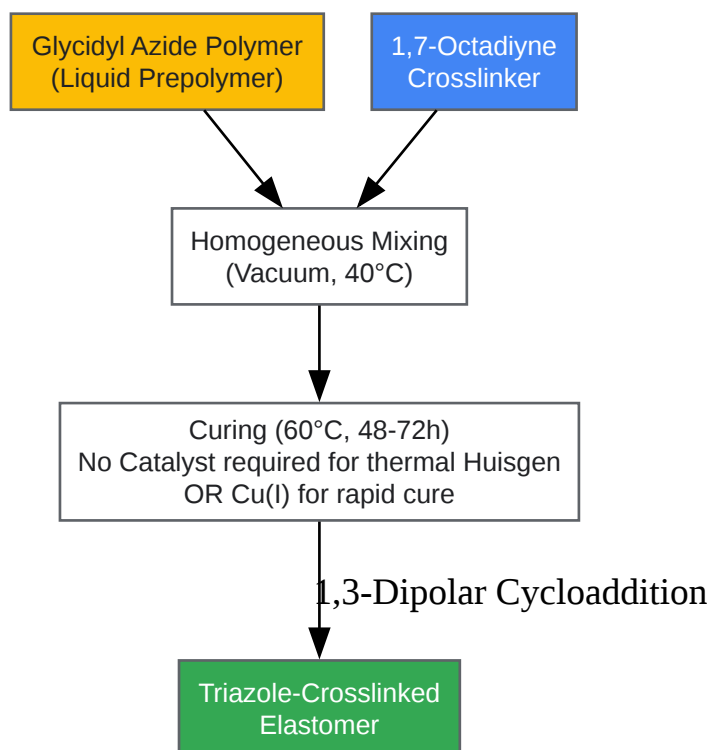 Glycidyl Azide Polymer
(Liquid Prepolymer)
1,7-Octadiyne
Crosslinker
Homogeneous Mixing
(Vacuum, 40°C)
Curing (60°C, 48-72h)
No Catalyst required for thermal Huisgen
OR Cu(I) for rapid cure
1,3-Dipolar Cycloaddition
Triazole-Crosslinked
Elastomer